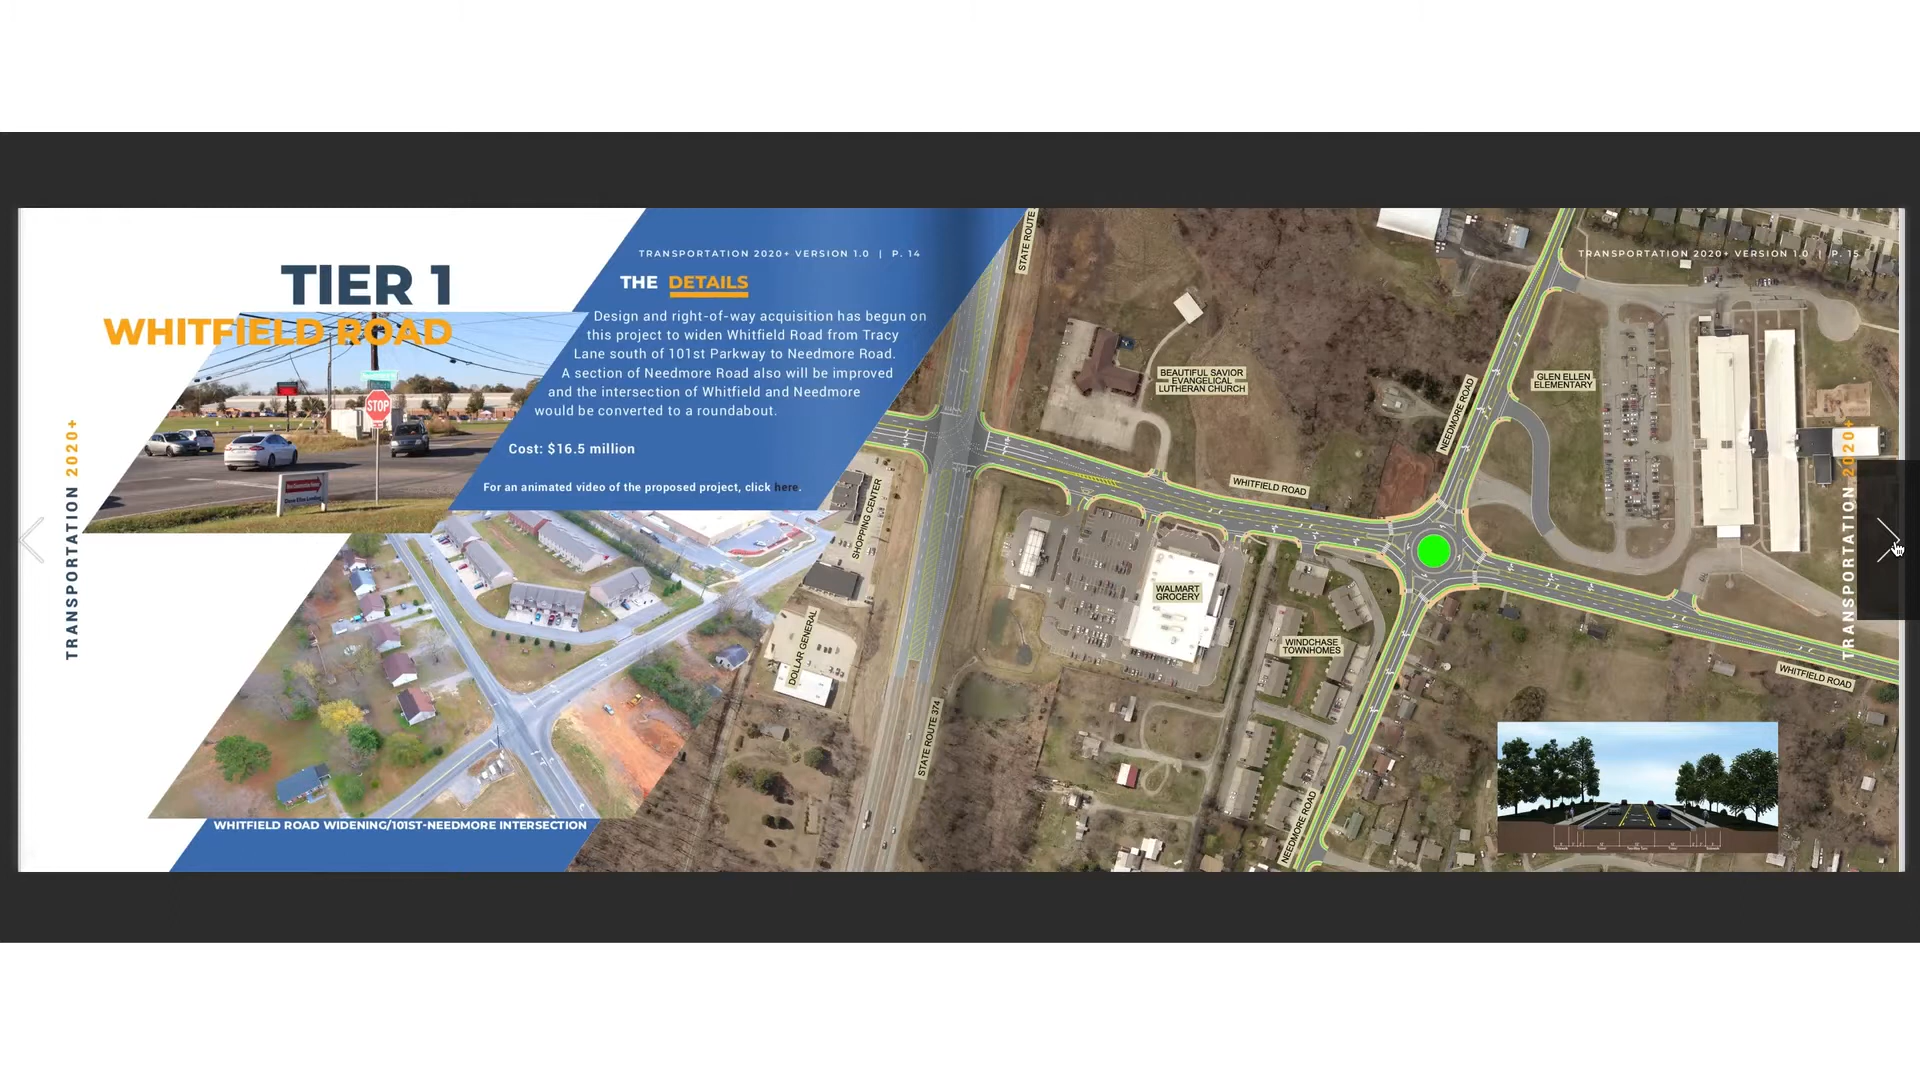 TRANSPORTATION 2020+ VERSION 1.0 | P. 14
TIER 1
WHITFIELD ROAD
THE DETAILS
Design and right-of-way acquisition has begun on
this project to widen Whitfield Road from Tracy
Lane south of 101st Parkway to Needmore Road.
A section of Needmore Road also will be improved
and the intersection of Whitfield and Needmore
would be converted to a roundabout.
Cost: $16.5 million
For an animated video of the proposed project, click here.
STOP
TRANSPORTATION 2020+
WHITFIELD ROAD WIDENING/101ST-NEEDMORE INTERSECTION
TRANSPORTATION 2020+ VERSION 1.0 | P. 15
STATE ROUTE
BEAUTIFUL SAVIOR
EVANGELICAL
LUTHERAN CHURCH
NEEDMORE ROAD
GLEN ELLEN
ELEMENTARY
WHITFIELD ROAD
SHOPPING CENTER
WALMART
GROCERY
DOLLAR GENERAL
WINDCHASE
TOWNHOMES
STATE ROUTE 374
WHITFIELD ROAD
NEEDMORE ROAD
TRANSPORTATION 2020+